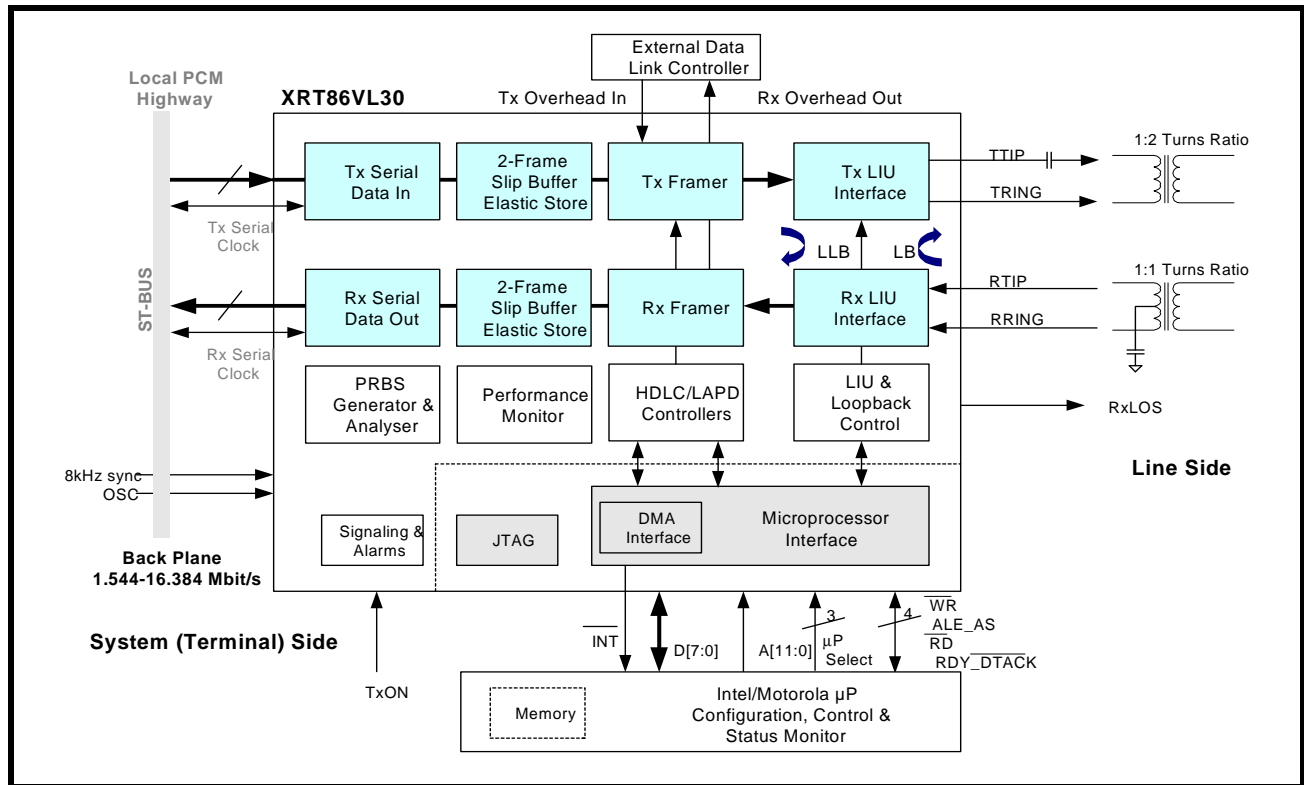 External Data
Link Controller
Local PCM
Highway
XRT86VL30
Tx Overhead In
Rx Overhead Out
1:2 Turns Ratio
Tx Serial
Data In
2-Frame
Slip Buffer
Elastic Store
Tx Framer
Tx LIU
Interface
TTIP
TRING
Tx Serial
Clock
LLB
LB
1:1 Turns Ratio
ST-BUS
Rx Serial
Data Out
2-Frame
Slip Buffer
Elastic Store
Rx Framer
Rx LIU
Interface
RTIP
RRING
Rx Serial
Clock
PRBS
Generator &
Analyser
Performance
Monitor
HDLC/LAPD
Controllers
LIU &
Loopback
Control
RxLOS
8kHz sync
OSC
Line Side
Signaling &
Alarms
JTAG
DMA
Interface
Microprocessor
Interface
Back Plane
1.544-16.384 Mbit/s
System (Terminal) Side
INT
D[7:0]
A[11:0]
3
µP
Select
4
WR
ALE_AS
RD
RDY_DTACK
TxON
Memory
Intel/Motorola µP
Configuration, Control &
Status Monitor